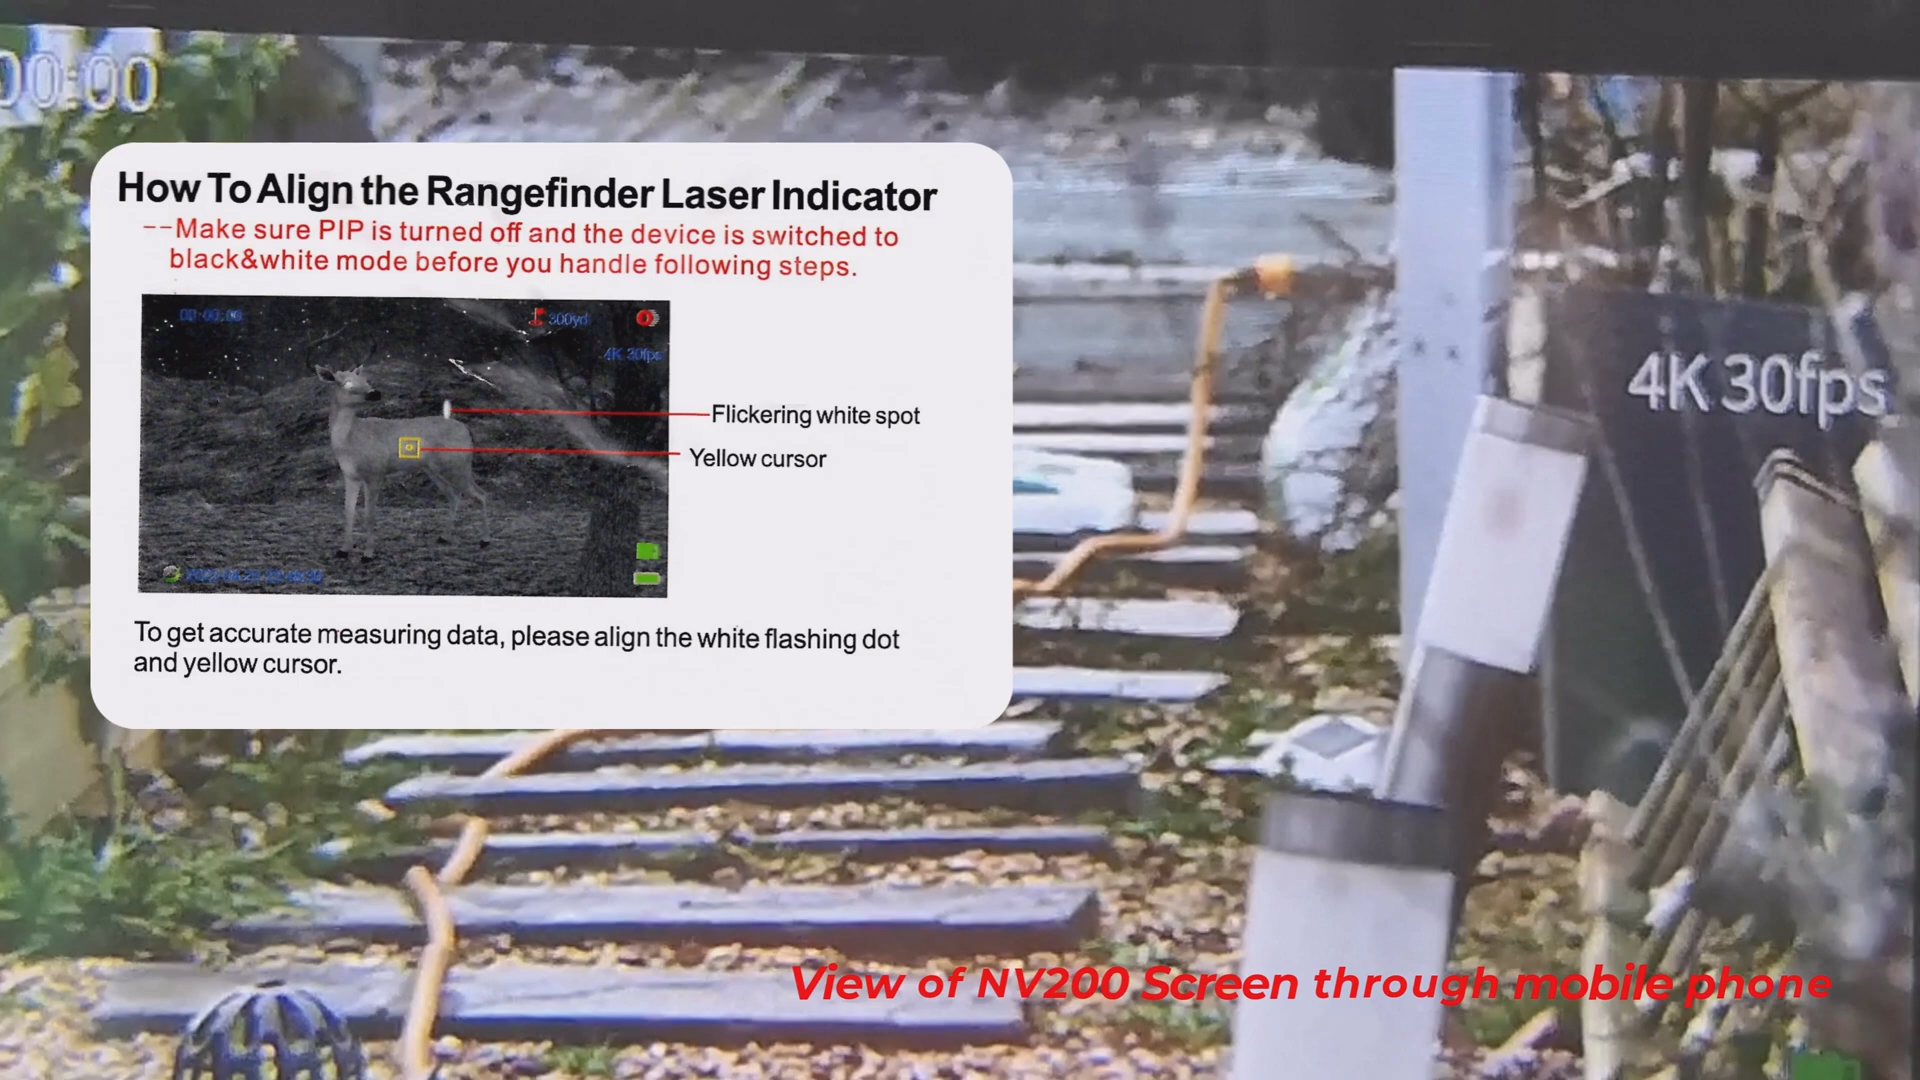 00:00
How To Align the Rangefinder Laser Indicator
--Make sure PIP is turned off and the device is switched to
black&white mode before you handle following steps.
00:00:00
300yd
4K 30fps
Flickering white spot
Yellow cursor
To get accurate measuring data, please align the white flashing dot
and yellow cursor.
4K 30fps
View of NV200 Screen through mobile phone